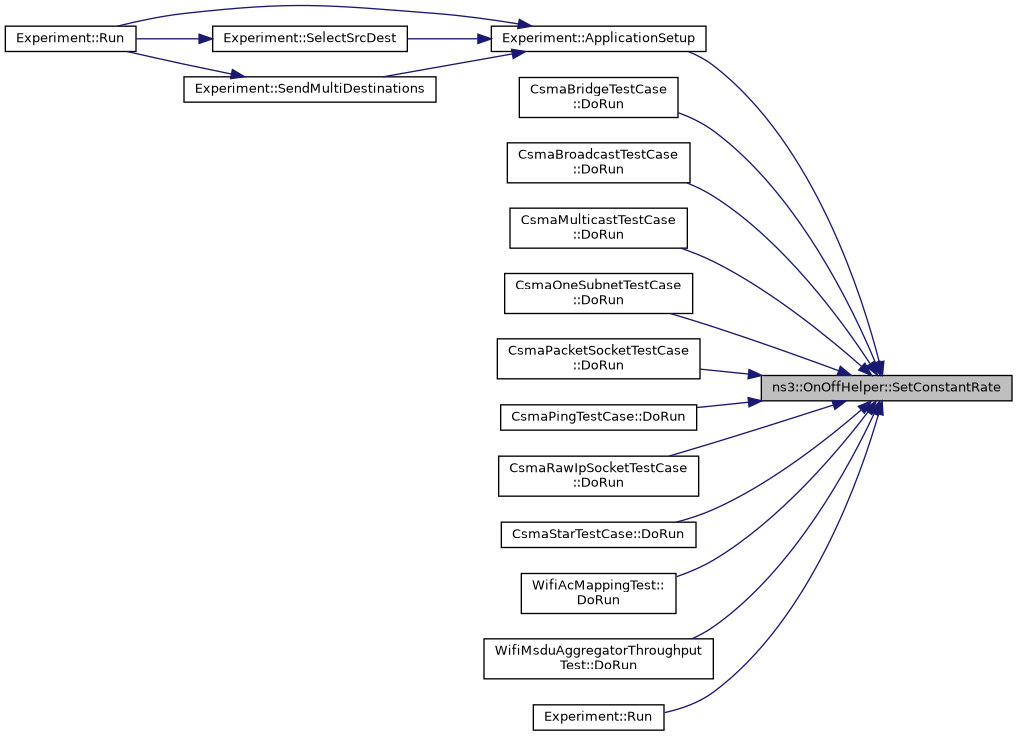 Experiment::Run
Experiment::SelectSrcDest
Experiment::ApplicationSetup
Experiment::SendMultiDestinations
CsmaBridgeTestCase
::DoRun
CsmaBroadcastTestCase
::DoRun
CsmaMulticastTestCase
::DoRun
CsmaOneSubnetTestCase
::DoRun
CsmaPacketSocketTestCase
::DoRun
ns3::OnOffHelper::SetConstantRate
CsmaPingTestCase::DoRun
CsmaRawIpSocketTestCase
::DoRun
CsmaStarTestCase::DoRun
WifiAcMappingTest::
DoRun
WifiMsduAggregatorThroughput
Test::DoRun
Experiment::Run